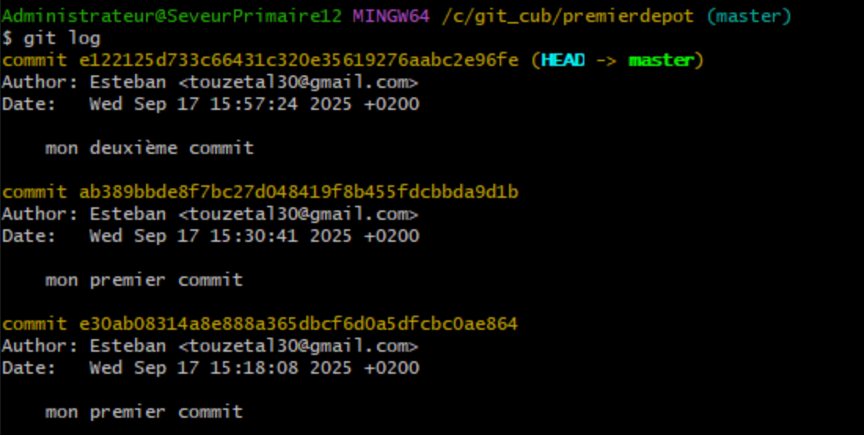 Administrateur@SeveurPrimaire12 MINGW64 /c/git_cub/premierdepot (master)
$ git log
commit e122125d733c66431c320e35619276aabc2e96fe (HEAD -> master)
Author: Esteban <touzetal30@gmail.com>
Date:   Wed Sep 17 15:57:24 2025 +0200
mon deuxième commit
commit ab389bbde8f7bc27d048419f8b455fdcbbda9d1b
Author: Esteban <touzetal30@gmail.com>
Date:   Wed Sep 17 15:30:41 2025 +0200
mon premier commit
commit e30ab08314a8e888a365dbcf6d0a5dfcbc0ae864
Author: Esteban <touzetal30@gmail.com>
Date:   Wed Sep 17 15:18:08 2025 +0200
mon premier commit